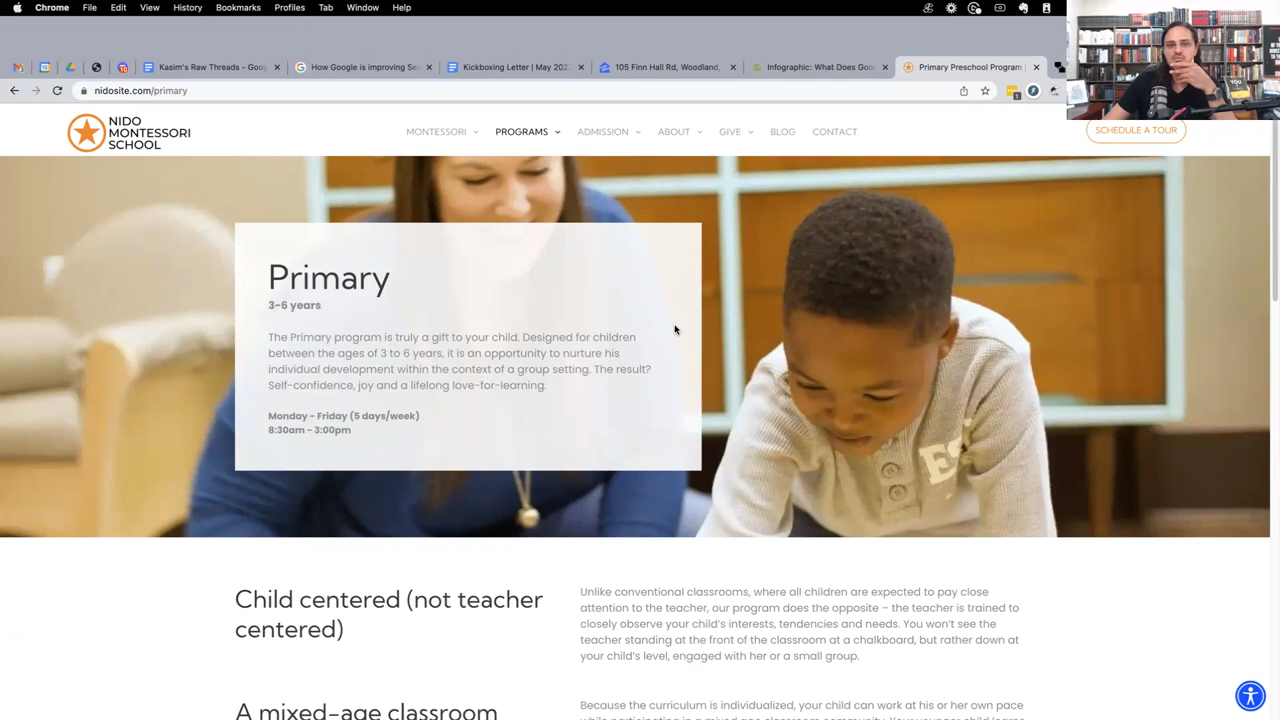 Chrome File Edit View History Bookmarks Profiles Tab Window Help
Kasim's Raw Threads - Goog
How Google is improving Se
Kickboxing Letter | May 202
105 Finn Hall Rd, Woodland,
Infographic: What Does Goo
Primary Preschool Program |
nidosite.com/primary
NIDO
MONTESSORI
SCHOOL
MONTESSORI PROGRAMS ADMISSION ABOUT GIVE BLOG CONTACT
SCHEDULE A TOUR
Primary
3-6 years
The Primary program is truly a gift to your child. Designed for children
between the ages of 3 to 6 years, it is an opportunity to nurture his
individual development within the context of a group setting. The result?
Self-confidence, joy and a lifelong love-for-learning.
Monday - Friday (5 days/week)
8:30am - 3:00pm
ES
Child centered (not teacher
centered)
Unlike conventional classrooms, where all children are expected to pay close
attention to the teacher, our program does the opposite – the teacher is trained to
closely observe your child's interests, tendencies and needs. You won't see the
teacher standing at the front of the classroom at a chalkboard, but rather down at
your child's level, engaged with her or a small group.
A mixed-age classroom
Because the curriculum is individualized, your child can work at his or her own pace